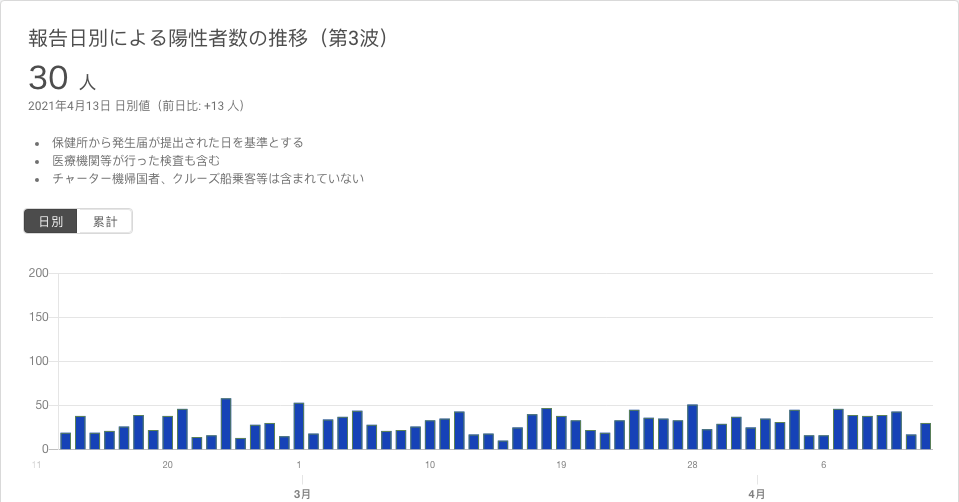 報告日別による陽性者数の推移（第3波）
30 人
2021年4月13日 日別値（前日比: +13 人）
保健所から発生届が提出された日を基準とする
医療機関等が行った検査も含む
チャーター機帰国者、クルーズ船乗客等は含まれていない
日別 累計
200
150
100
50
0
11 20 1 10 19 28 6
3月 4月